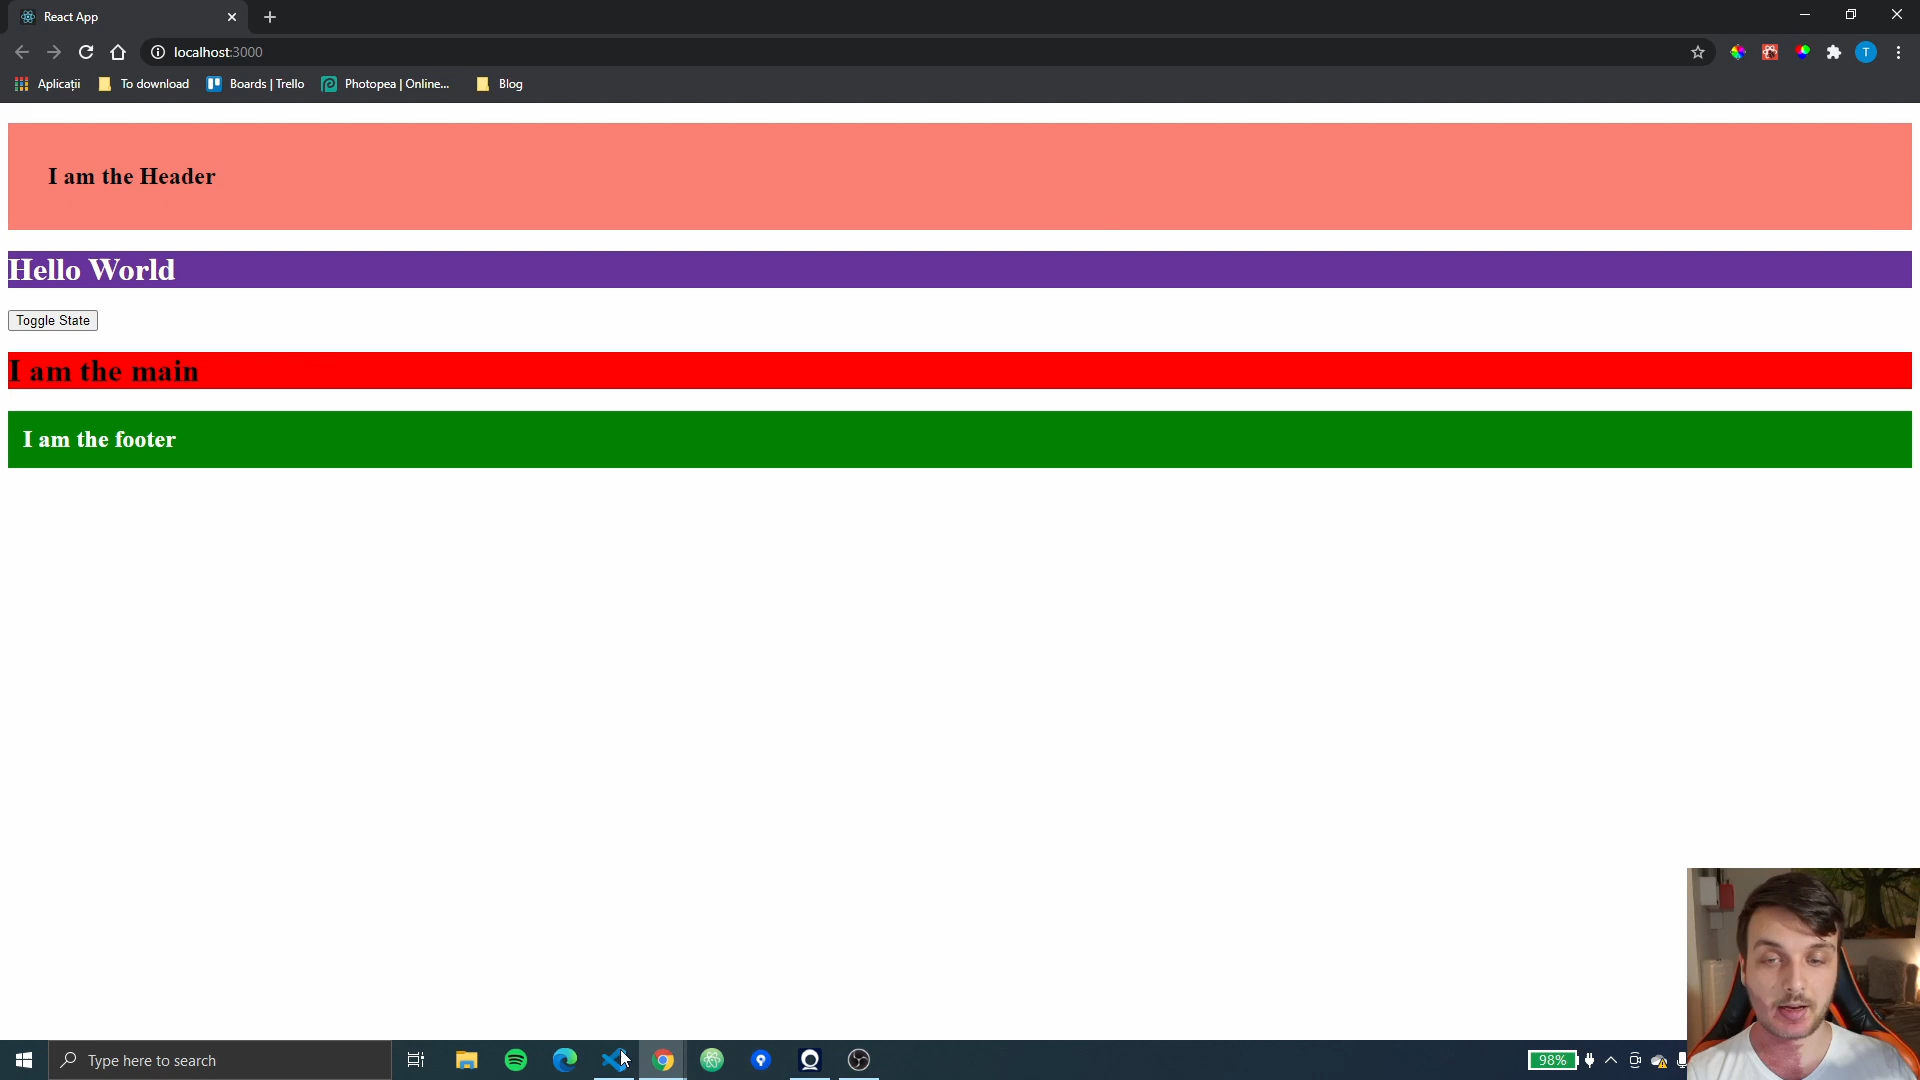 React App
localhost:3000
Aplicații
To download
Boards | Trello
Photopea | Online...
Blog
T
I am the Header
Hello World
Toggle State
I am the main
I am the footer
Type here to search
98%